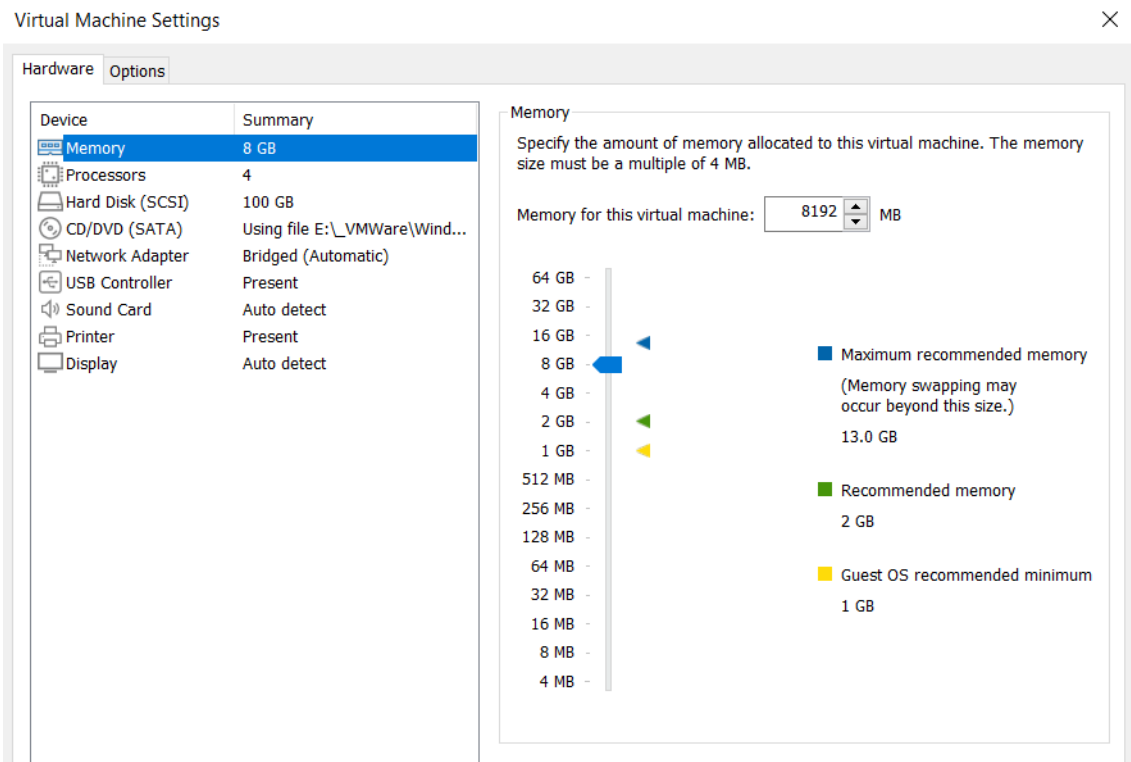 Virtual Machine Settings
Hardware
Options
Device Summary
Memory 8 GB
Processors 4
Hard Disk (SCSI) 100 GB
CD/DVD (SATA) Using file E:\_VMWare\Wind...
Network Adapter Bridged (Automatic)
USB Controller Present
Sound Card Auto detect
Printer Present
Display Auto detect
Memory
Specify the amount of memory allocated to this virtual machine. The memory
size must be a multiple of 4 MB.
Memory for this virtual machine: 8192 MB
64 GB
32 GB
16 GB
8 GB
4 GB
2 GB
1 GB
512 MB
256 MB
128 MB
64 MB
32 MB
16 MB
8 MB
4 MB
Maximum recommended memory
(Memory swapping may
occur beyond this size.)
13.0 GB
Recommended memory
2 GB
Guest OS recommended minimum
1 GB